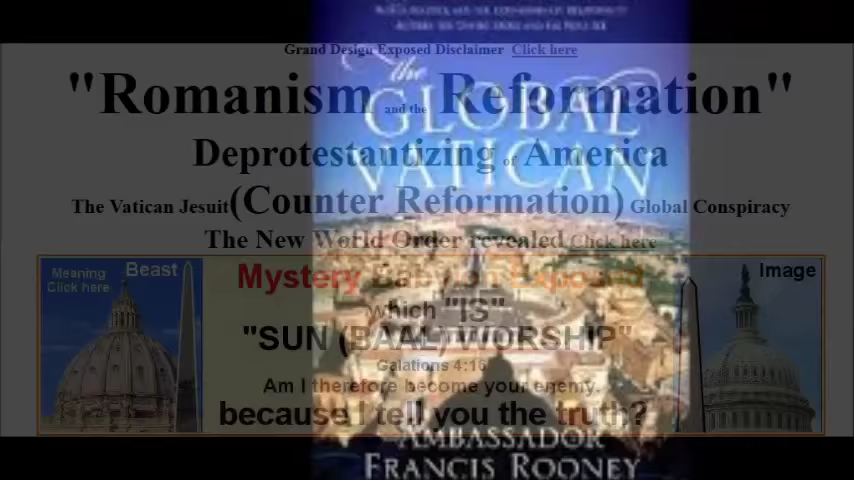 Grand Design Exposed Disclaimer Click here
"Romanism and the Reformation"
the
GLOBAL
VATICAN
Deprotestantizing of America
The Vatican Jesuit(Counter Reformation) Global Conspiracy
The New World Order revealed Click here
Meaning
Click here
Beast
Mystery Babylon Exposed
which "IS"
"SUN (BAAL) WORSHIP"
Galations 4:16
Am I therefore become your enemy,
because I tell you the truth?
Image
AMBASSADOR
FRANCIS ROONEY